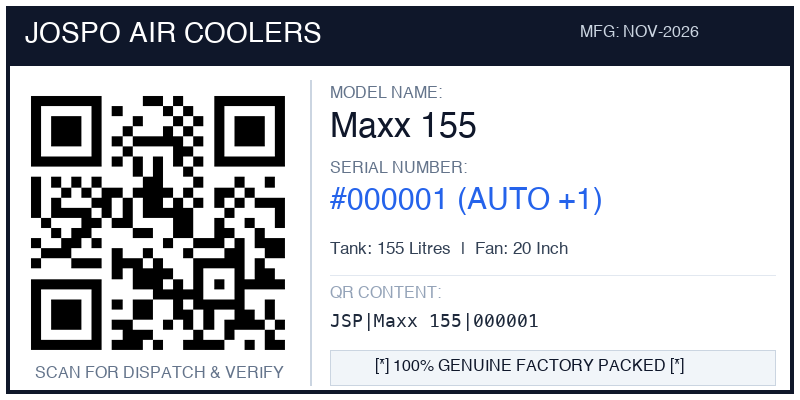 JOSPO AIR COOLERS
MFG: NOV-2026
MODEL NAME:
Maxx 155
SERIAL NUMBER:
#000001 (AUTO +1)
Tank: 155 Litres | Fan: 20 Inch
QR CONTENT:
JSP|Maxx 155|000001
[*] 100% GENUINE FACTORY PACKED [*]
SCAN FOR DISPATCH & VERIFY